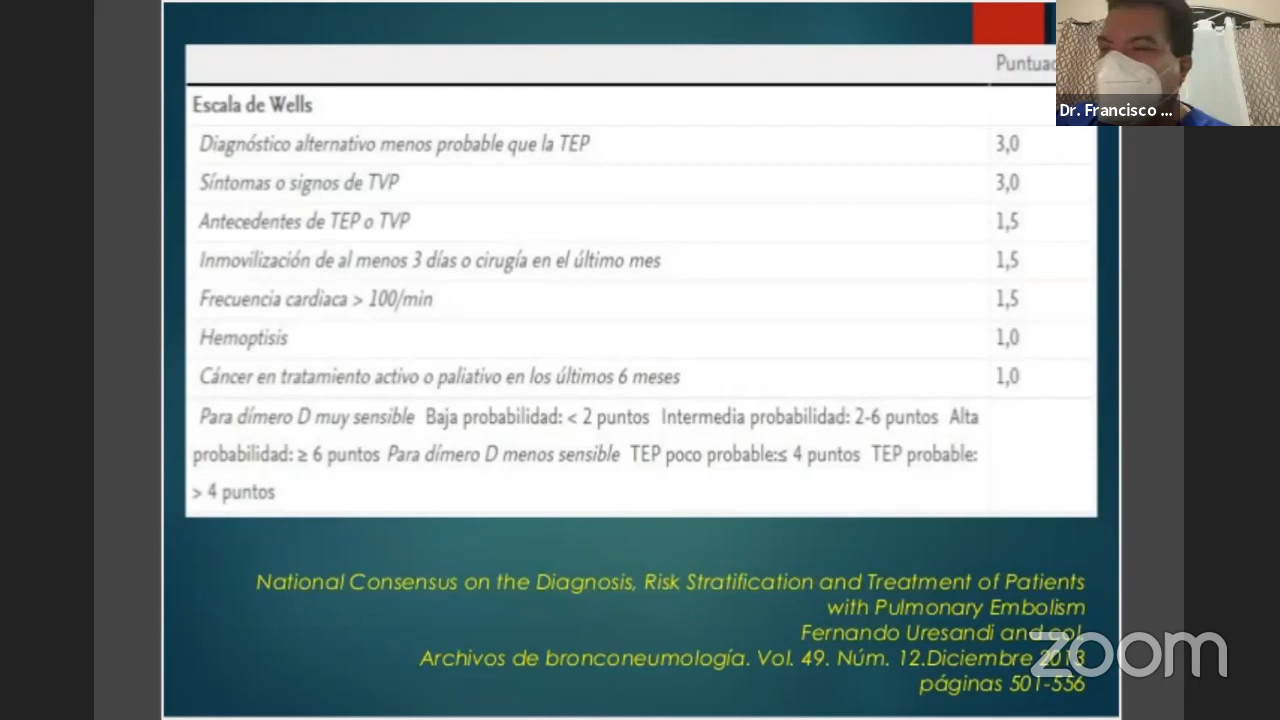 Puntuac
Escala de Wells
Diagnóstico alternativo menos probable que la TEP 3,0
Síntomas o signos de TVP 3,0
Antecedentes de TEP o TVP 1,5
Inmovilización de al menos 3 días o cirugía en el último mes 1,5
Frecuencia cardiaca > 100/min 1,5
Hemoptisis 1,0
Cáncer en tratamiento activo o paliativo en los últimos 6 meses 1,0
Para dímero D muy sensible Baja probabilidad: < 2 puntos Intermedia probabilidad: 2-6 puntos Alta
probabilidad: ≥ 6 puntos Para dímero D menos sensible TEP poco probable:≤ 4 puntos TEP probable:
> 4 puntos
National Consensus on the Diagnosis, Risk Stratification and Treatment of Patients
with Pulmonary Embolism
Fernando Uresandi and col.
Archivos de bronconeumología. Vol. 49. Núm. 12.Diciembre 2013
páginas 501-556
Dr. Francisco ...
zoom